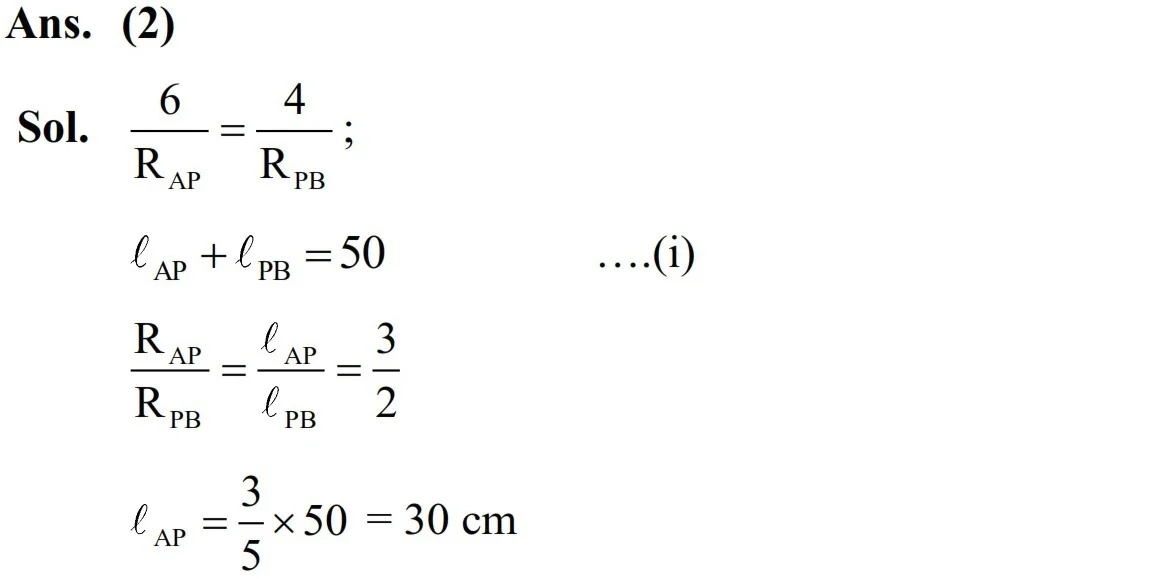 Ans. (2)
Sol. 6/R_AP = 4/R_PB ;
ℓ_AP + ℓ_PB = 50 ....(i)
R_AP/R_PB = ℓ_AP/ℓ_PB = 3/2
ℓ_AP = 3/5 × 50 = 30 cm